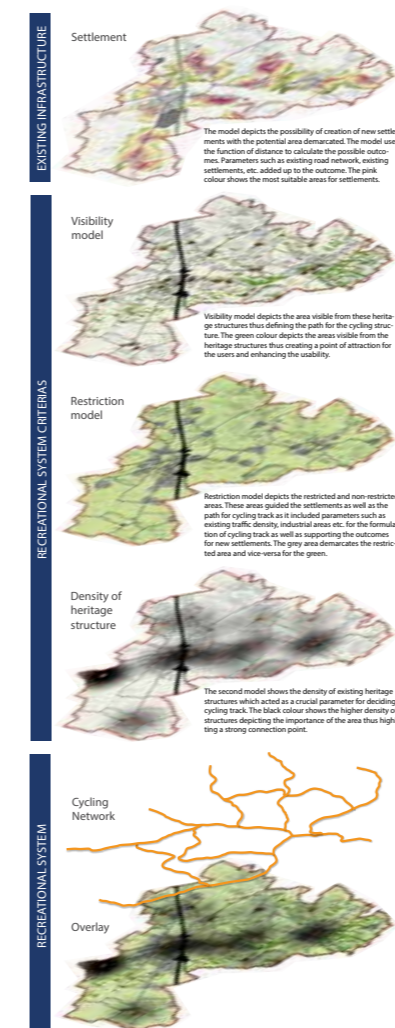 EXISTING INFRASTRUCTURE
Settlement
The model depicts the possibility of creation of new settle-
ments with the potential area demarcated. The model use
the function of distance to calculate the possible outco-
mes. Parameters such as existing road network, existing
settlements, etc. added up to the outcome. The pink
colour shows the most suitable areas for settlements.
RECREATIONAL SYSTEM CRITERIAS
Visibility
model
Visibility model depicts the area visible from these herita-
ge structures thus defining the path for the cycling struc-
ture. The green colour depicts the areas visible from the
heritage structures thus creating a point of attraction for
the users and enhancing the usability.
Restriction
model
Restriction model depicts the restricted and non-restricted
areas. These areas guided the settlements as well as the
path for cycling track as it included parameters such as
existing traffic density, industrial areas etc. for the formula-
tion of cycling track as well as supporting the outcomes
for new settlements. The grey area demarcates the restric-
ted area and vice-versa for the green.
Density of
heritage
structure
The second model shows the density of existing heritage
structures which acted as a crucial parameter for deciding
cycling track. The black colour shows the higher density o
structures depicting the importance of the area thus high
ting a strong connection point.
RECREATIONAL SYSTEM
Cycling
Network
Overlay